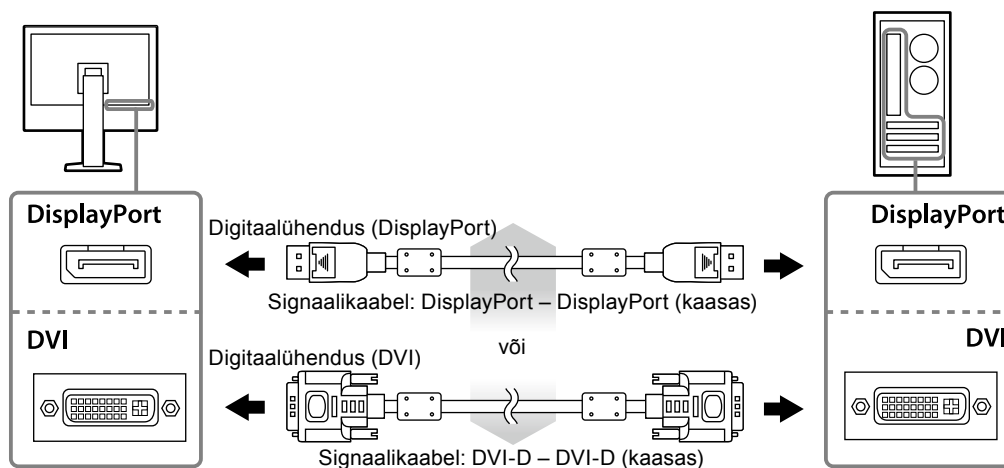 DisplayPort
Digitaalühendus (DisplayPort)
DisplayPort
Signaalikaabel: DisplayPort – DisplayPort (kaasas)
DVI
või
DVI
Digitaalühendus (DVI)
Signaalikaabel: DVI-D – DVI-D (kaasas)